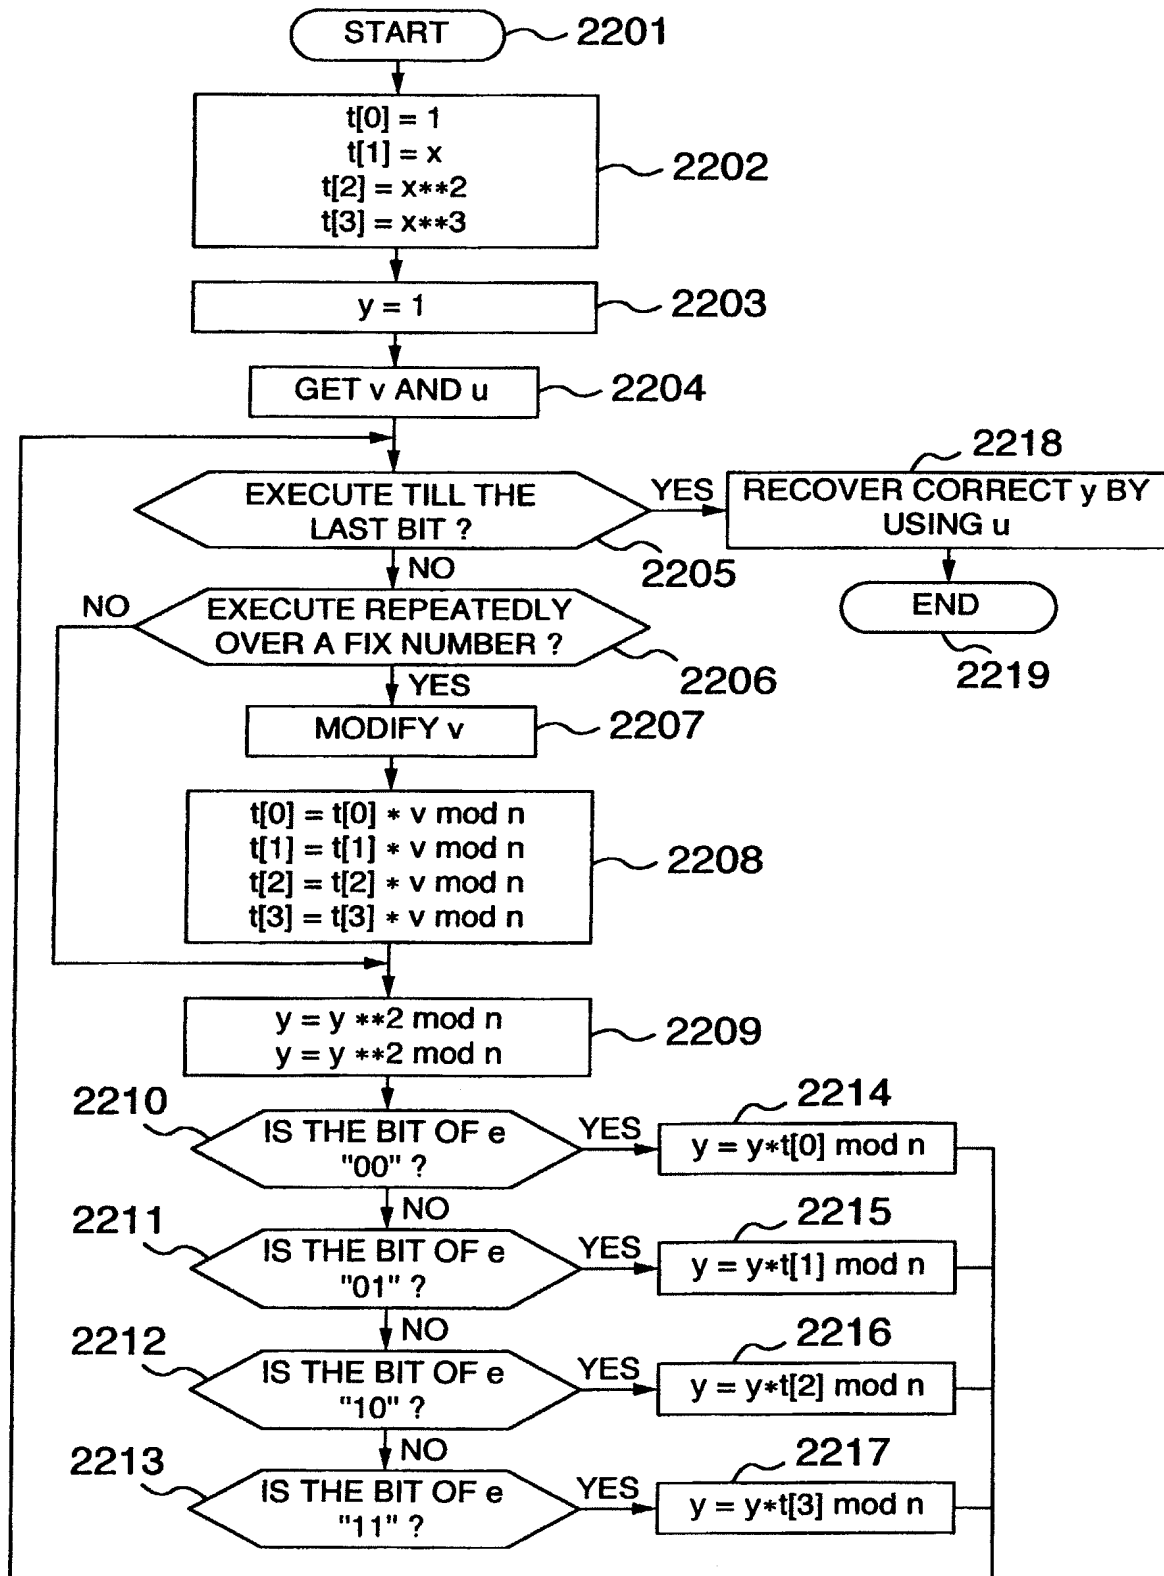 START
2201
t[0] = 1
t[1] = x
t[2] = x**2
t[3] = x**3
2202
y = 1
2203
GET v AND u
2204
EXECUTE TILL THE
LAST BIT ?
2205
YES
2218
RECOVER CORRECT y BY
USING u
END
2219
NO
EXECUTE REPEATEDLY
OVER A FIX NUMBER ?
2206
NO
YES
MODIFY v
2207
t[0] = t[0] * v mod n
t[1] = t[1] * v mod n
t[2] = t[2] * v mod n
t[3] = t[3] * v mod n
2208
y = y **2 mod n
y = y **2 mod n
2209
2210
IS THE BIT OF e
"00" ?
YES
2214
y = y*t[0] mod n
NO
2211
IS THE BIT OF e
"01" ?
YES
2215
y = y*t[1] mod n
NO
2212
IS THE BIT OF e
"10" ?
YES
2216
y = y*t[2] mod n
NO
2213
IS THE BIT OF e
"11" ?
YES
2217
y = y*t[3] mod n